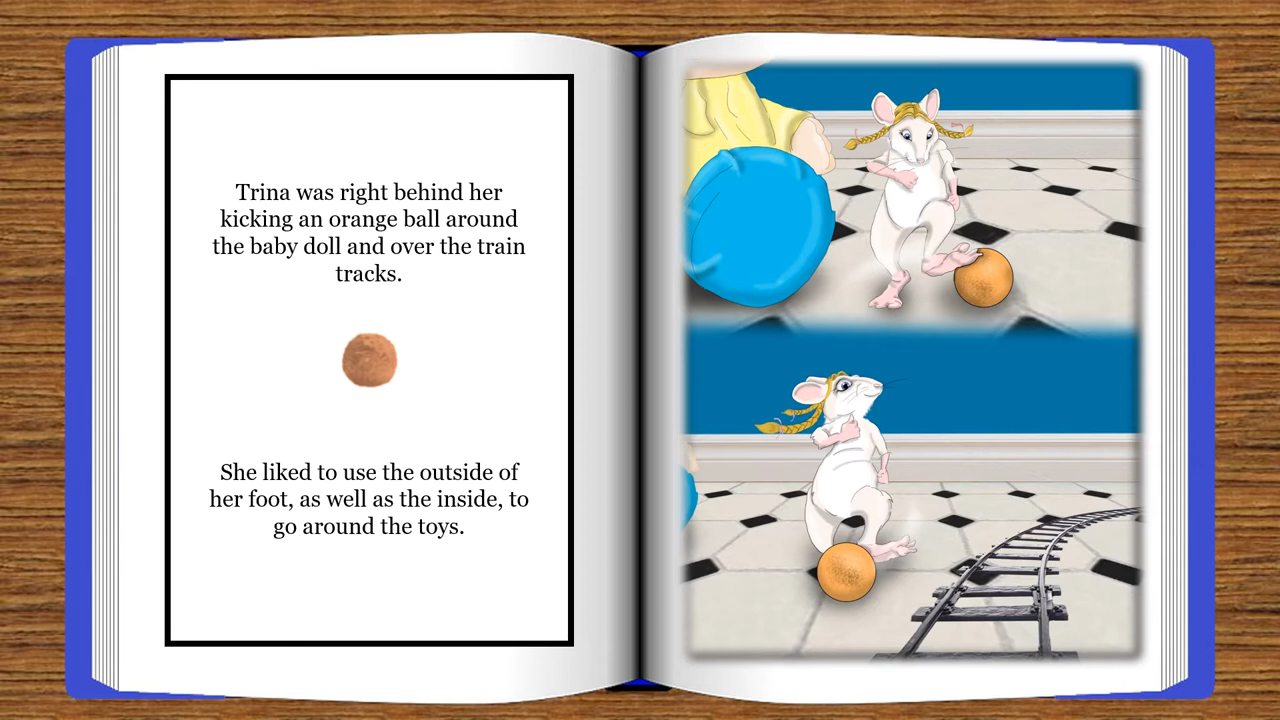 Trina was right behind her
kicking an orange ball around
the baby doll and over the train
tracks.
She liked to use the outside of
her foot, as well as the inside, to
go around the toys.